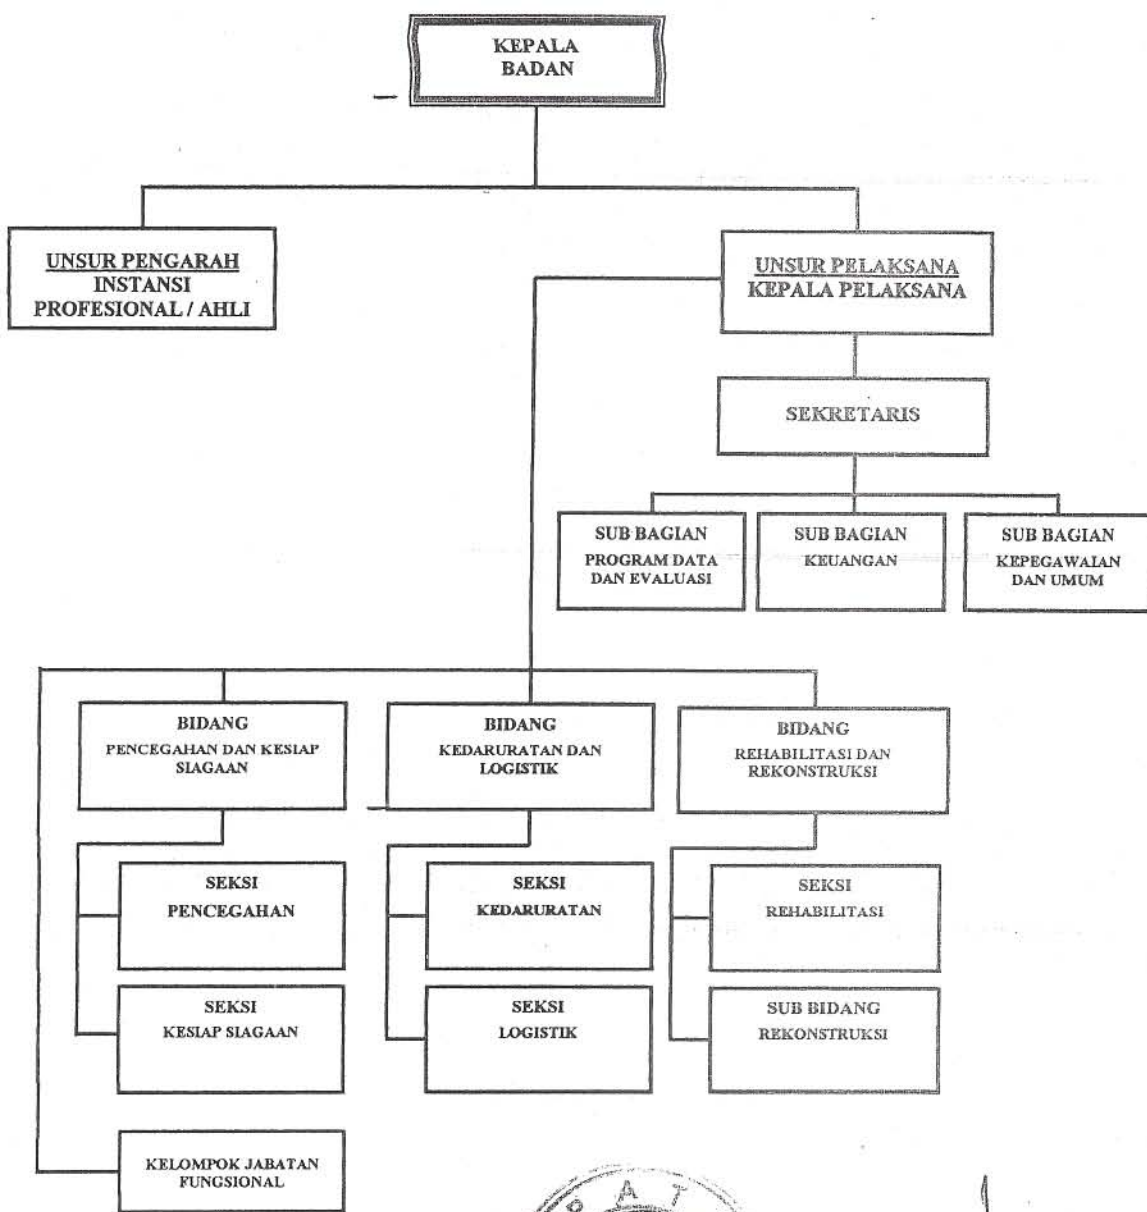 KEPALA
BADAN
UNSUR PENGARAH
INSTANSI
PROFESIONAL / AHLI
UNSUR PELAKSANA
KEPALA PELAKSANA
SEKRETARIS
SUB BAGIAN
PROGRAM DATA
DAN EVALUASI
SUB BAGIAN
KEUANGAN
SUB BAGIAN
KEPEGAWAIAN
DAN UMUM
BIDANG
PENCEGAHAN DAN KESIAP
SIAGAAN
BIDANG
KEDARURATAN DAN
LOGISTIK
BIDANG
REHABILITASI DAN
REKONSTRUKSI
SEKSI
PENCEGAHAN
SEKSI
KEDARURATAN
SEKSI
REHABILITASI
SEKSI
KESIAP SIAGAAN
SEKSI
LOGISTIK
SUB BIDANG
REKONSTRUKSI
KELOMPOK JABATAN
FUNGSIONAL